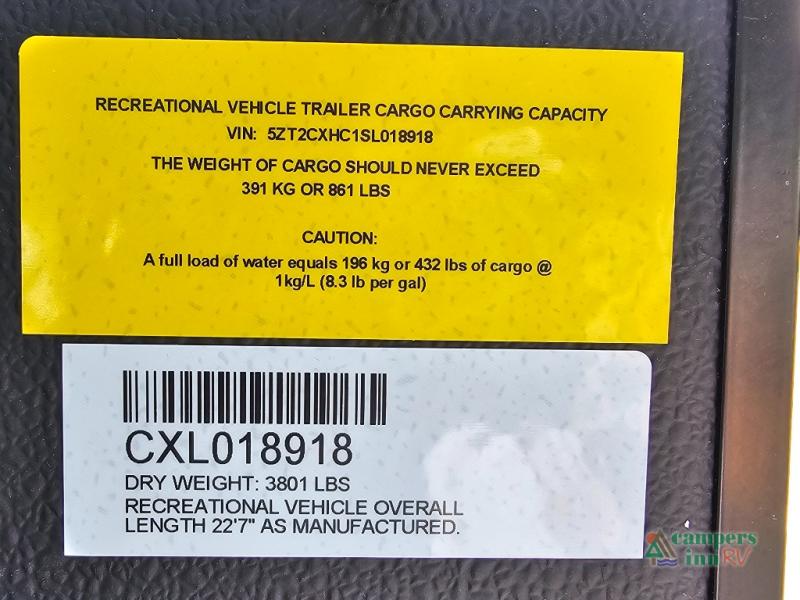 RECREATIONAL VEHICLE TRAILER CARGO CARRYING CAPACITY
VIN: 5ZT2CXHC1SL018918
THE WEIGHT OF CARGO SHOULD NEVER EXCEED
391 KG OR 861 LBS
CAUTION:
A full load of water equals 196 kg or 432 lbs of cargo @
1kg/L (8.3 lb per gal)
CXL018918
DRY WEIGHT: 3801 LBS
RECREATIONAL VEHICLE OVERALL
LENGTH 22'7" AS MANUFACTURED.
campers
inn RV